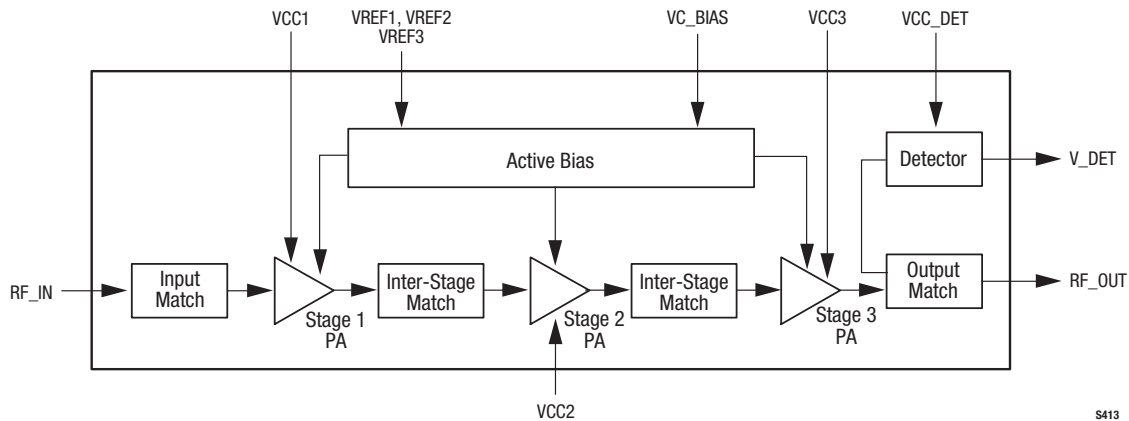 VCC1
VREF1, VREF2
VREF3
VC_BIAS
VCC3
VCC_DET
Active Bias
Detector
V_DET
RF_IN
Input
Match
Stage 1
PA
Inter-Stage
Match
Stage 2
PA
Inter-Stage
Match
Stage 3
PA
Output
Match
RF_OUT
VCC2
S413